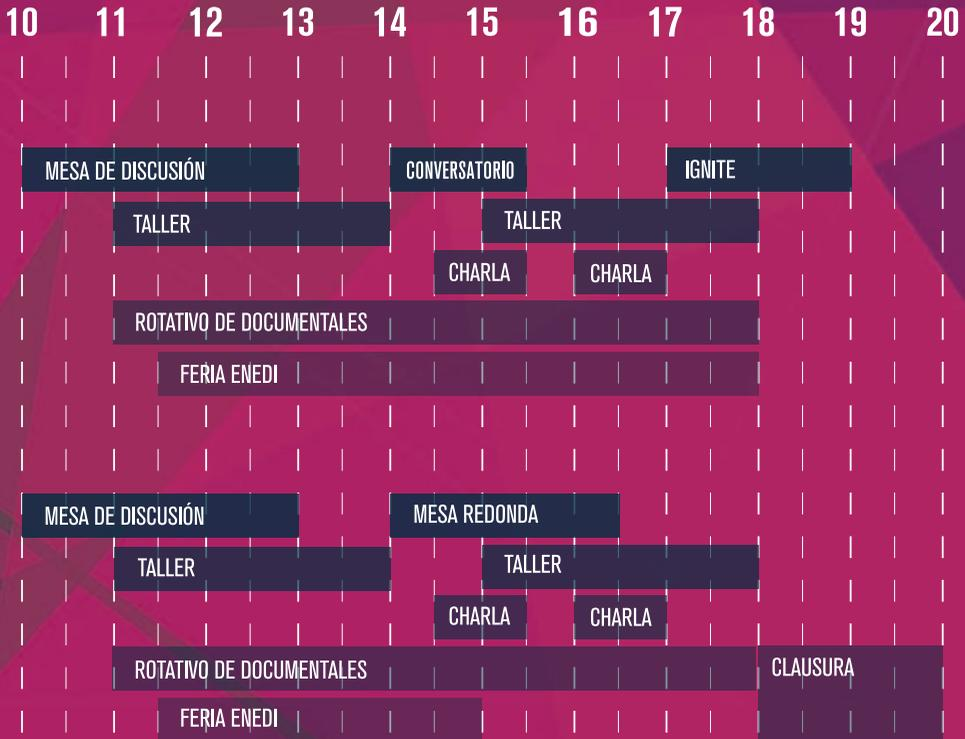 10 11 12 13 14 15 16 17 18 19 20
MESA DE DISCUSIÓN CONVERSATORIO IGNITE
TALLER TALLER
CHARLA CHARLA
ROTATIVO DE DOCUMENTALES
FERIA ENEDI
MESA DE DISCUSIÓN MESA REDONDA
TALLER TALLER
CHARLA CHARLA
ROTATIVO DE DOCUMENTALES CLAUSURA
FERIA ENEDI